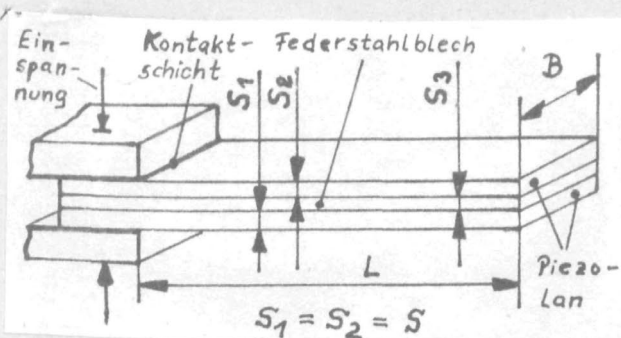 Ein-
span-
nung
Kontakt-
schicht
Federstahlblech
S1
S2
S3
B
L
Piezo-
lan
S1 = S2 = S